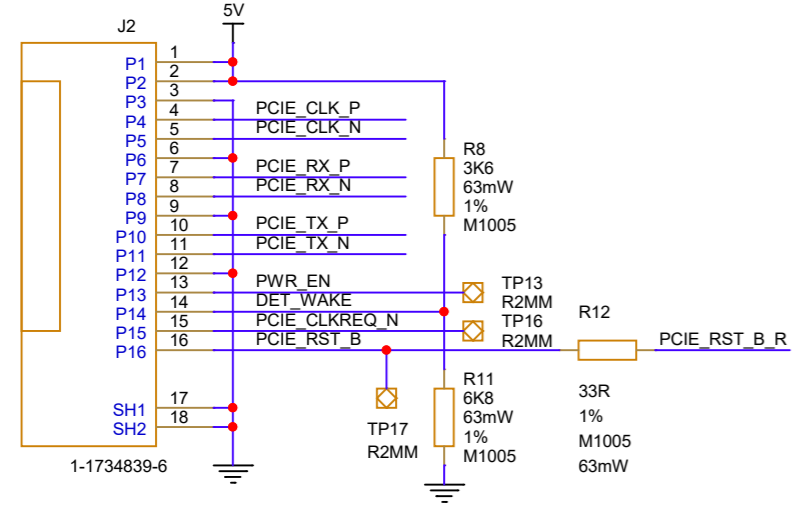 5V
J2
P1 1
P2 2
P3 3
P4 4 PCIE_CLK_P
P5 5 PCIE_CLK_N
P6 6
P7 7 PCIE_RX_P
P8 8 PCIE_RX_N
P9 9
P10 10 PCIE_TX_P
P11 11 PCIE_TX_N
P12 12
P13 13 PWR_EN
P14 14 DET_WAKE
P15 15 PCIE_CLKREQ_N
P16 16 PCIE_RST_B
SH1 17
SH2 18
1-1734839-6
R8
3K6
63mW
1%
M1005
TP13
R2MM
TP16
R2MM
R12
PCIE_RST_B_R
33R
1%
M1005
63mW
TP17
R2MM
R11
6K8
63mW
1%
M1005